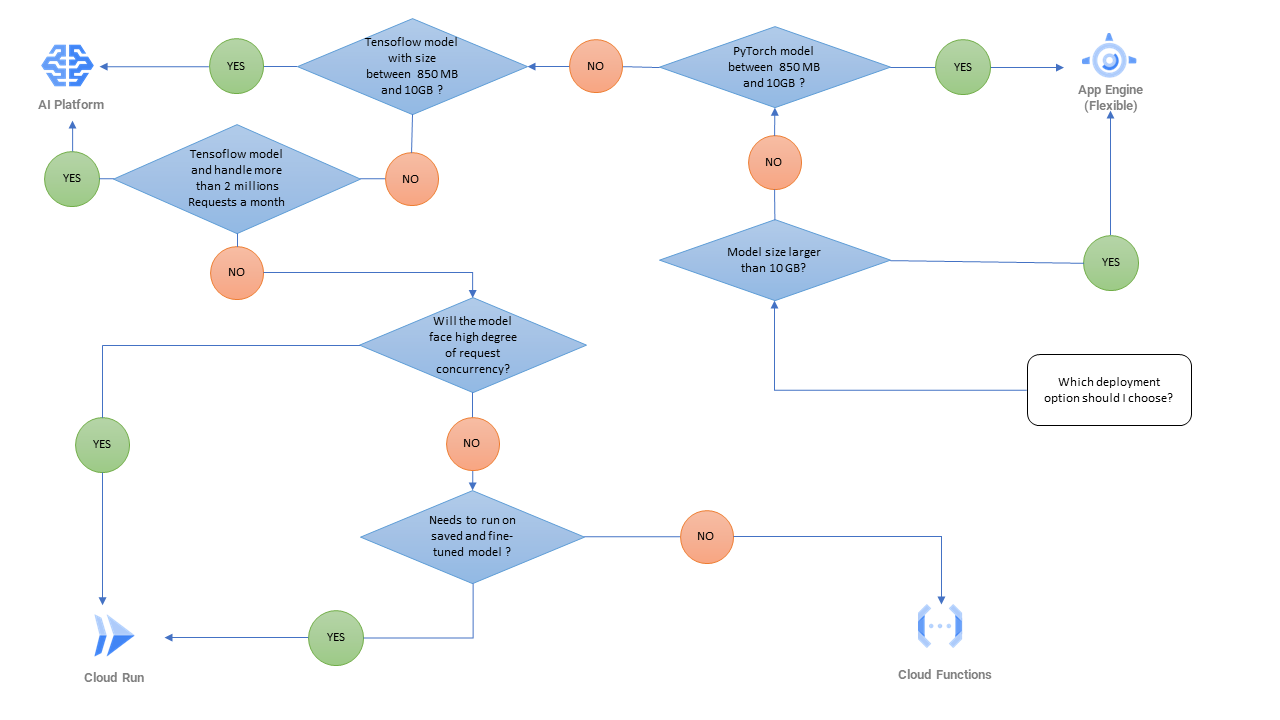 Tensoflow model
with size
between 850 MB
and 10GB ?
YES
AI Platform
NO
PyTorch model
between 850 MB
and 10GB ?
YES
App Engine
(Flexible)
Tensoflow model
and handle more
than 2 millions
Requests a month
YES
NO
NO
NO
Model size larger
than 10 GB?
YES
Which deployment
option should I choose?
Will the model
face high degree
of request
concurrency?
YES
NO
Needs to run on
saved and fine-
tuned model ?
NO
YES
Cloud Run
Cloud Functions